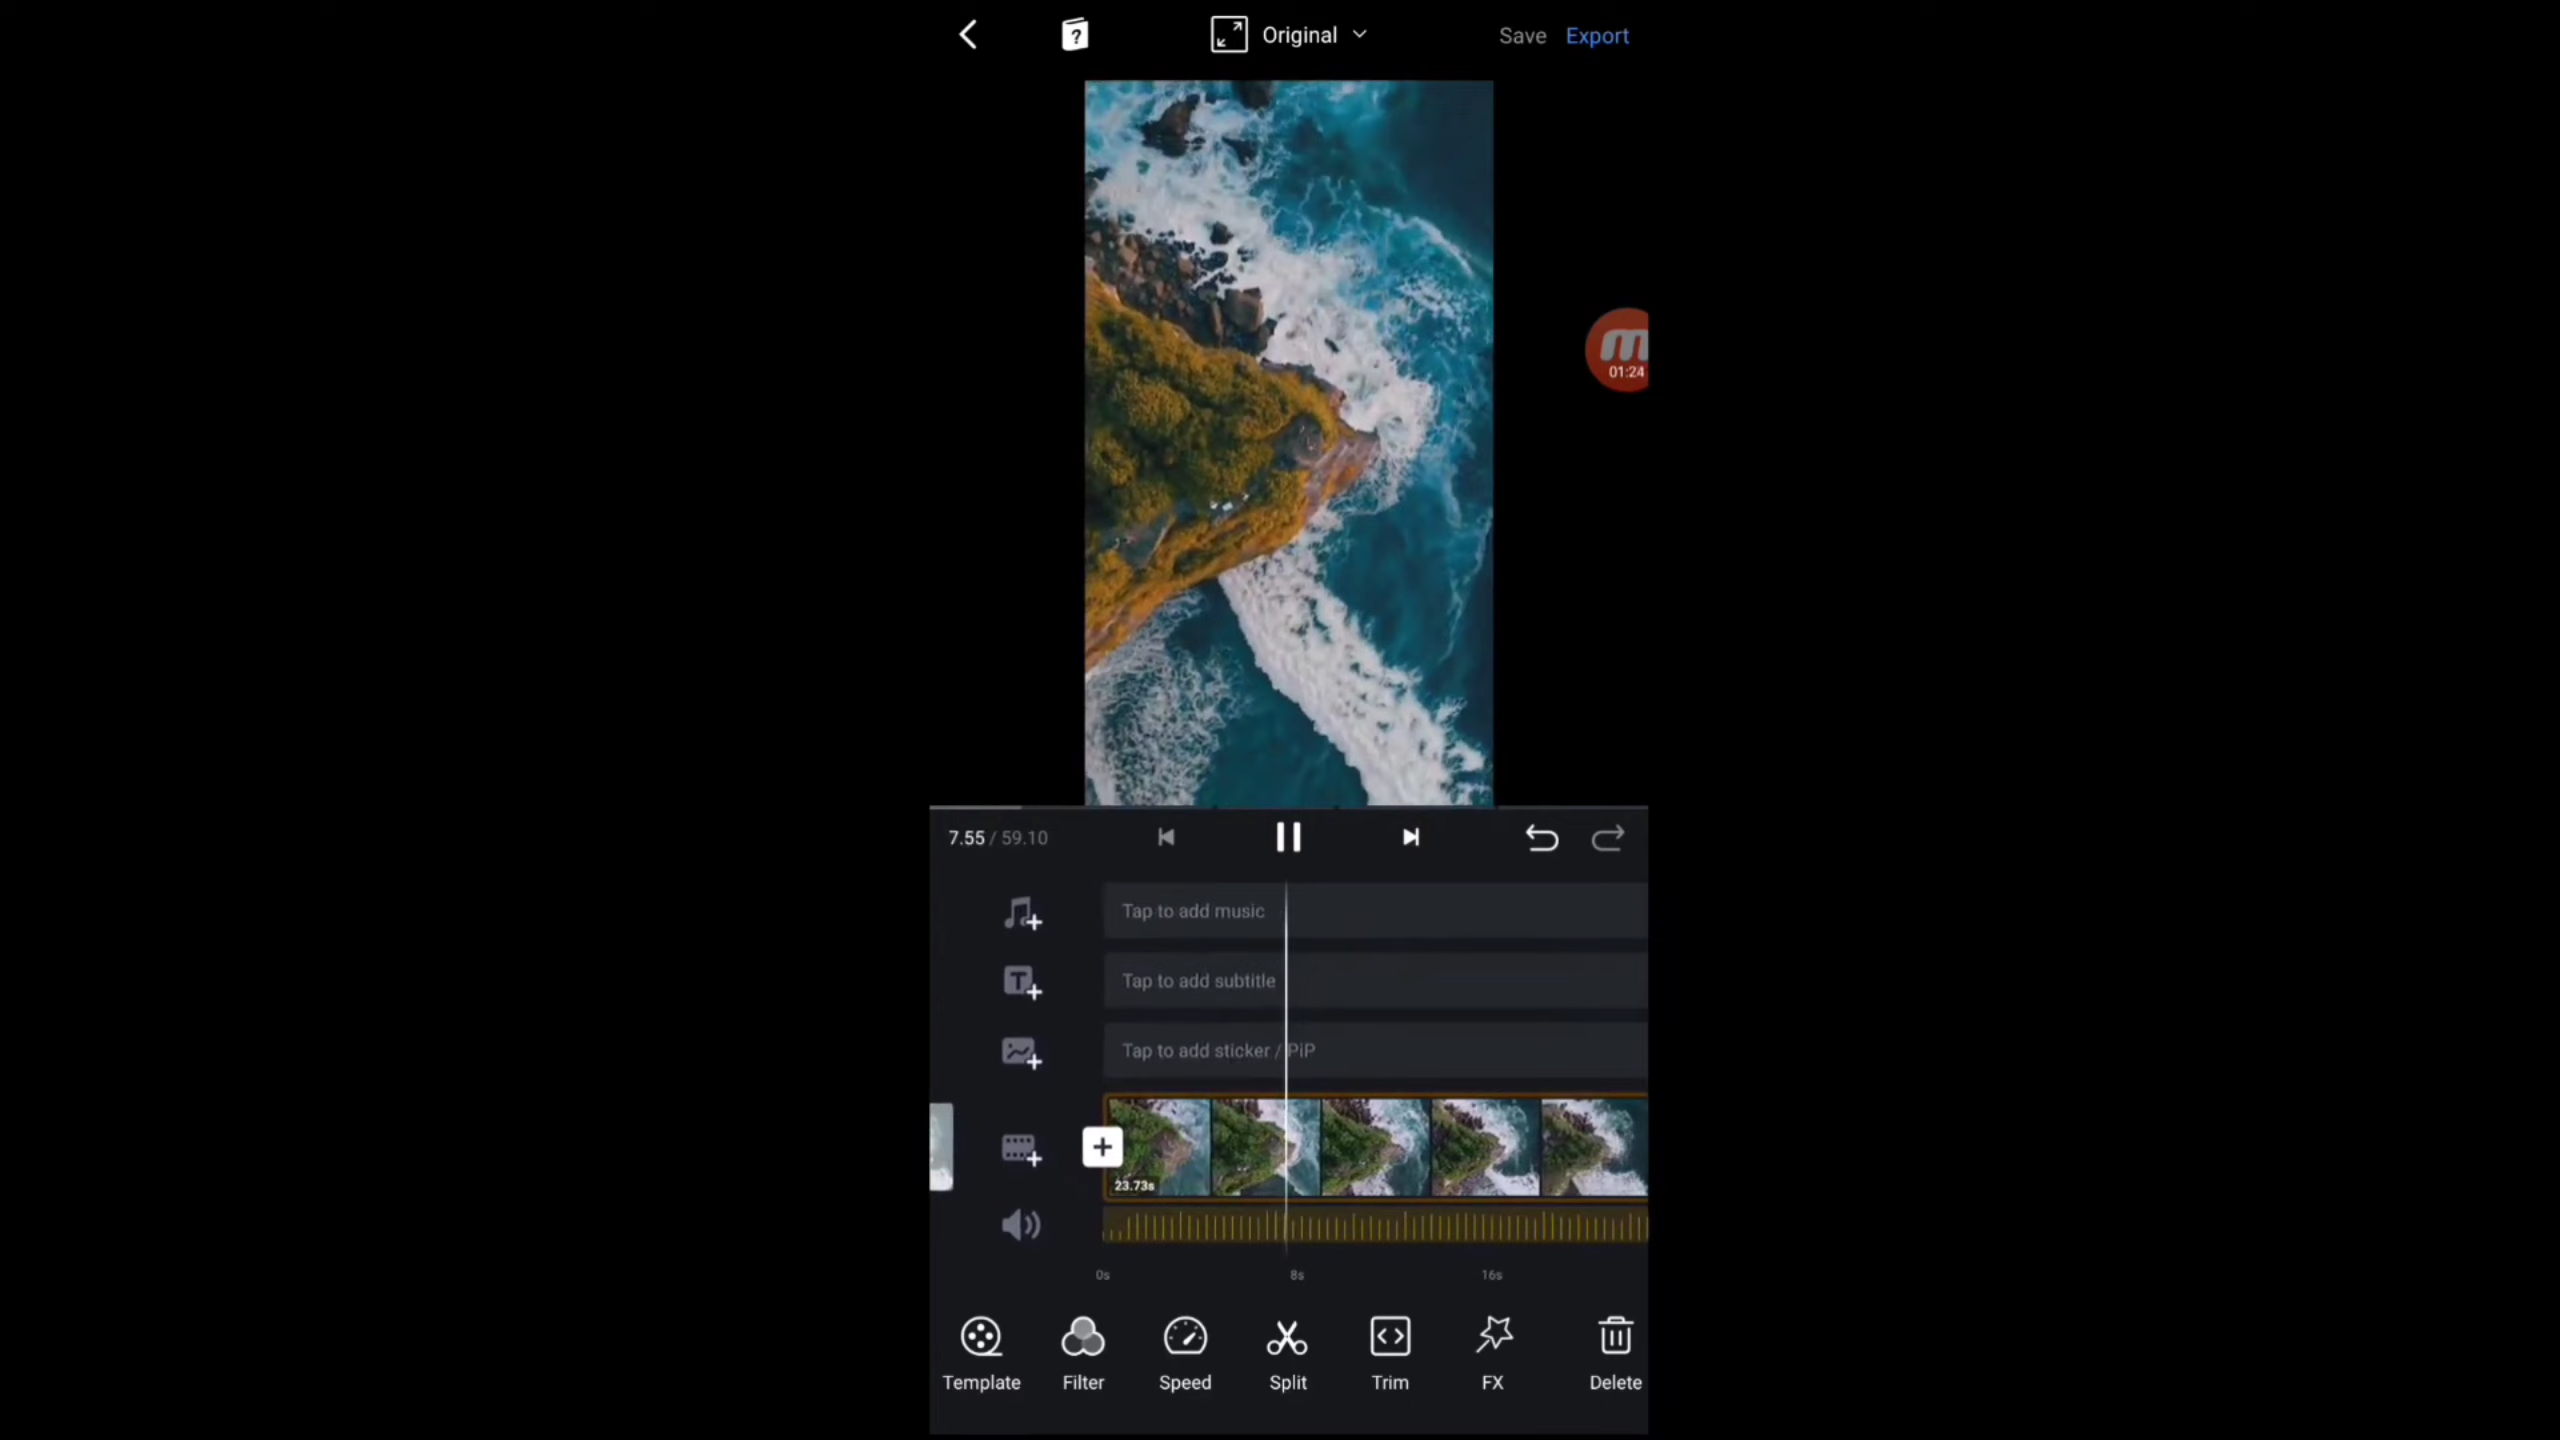 ?
Original
Save
Export
m
01:24
7.55 / 59.10
Tap to add music
T
Tap to add subtitle
Tap to add sticker / PiP
23.73s
0s
8s
16s
Template
Filter
Speed
Split
Trim
FX
Delete